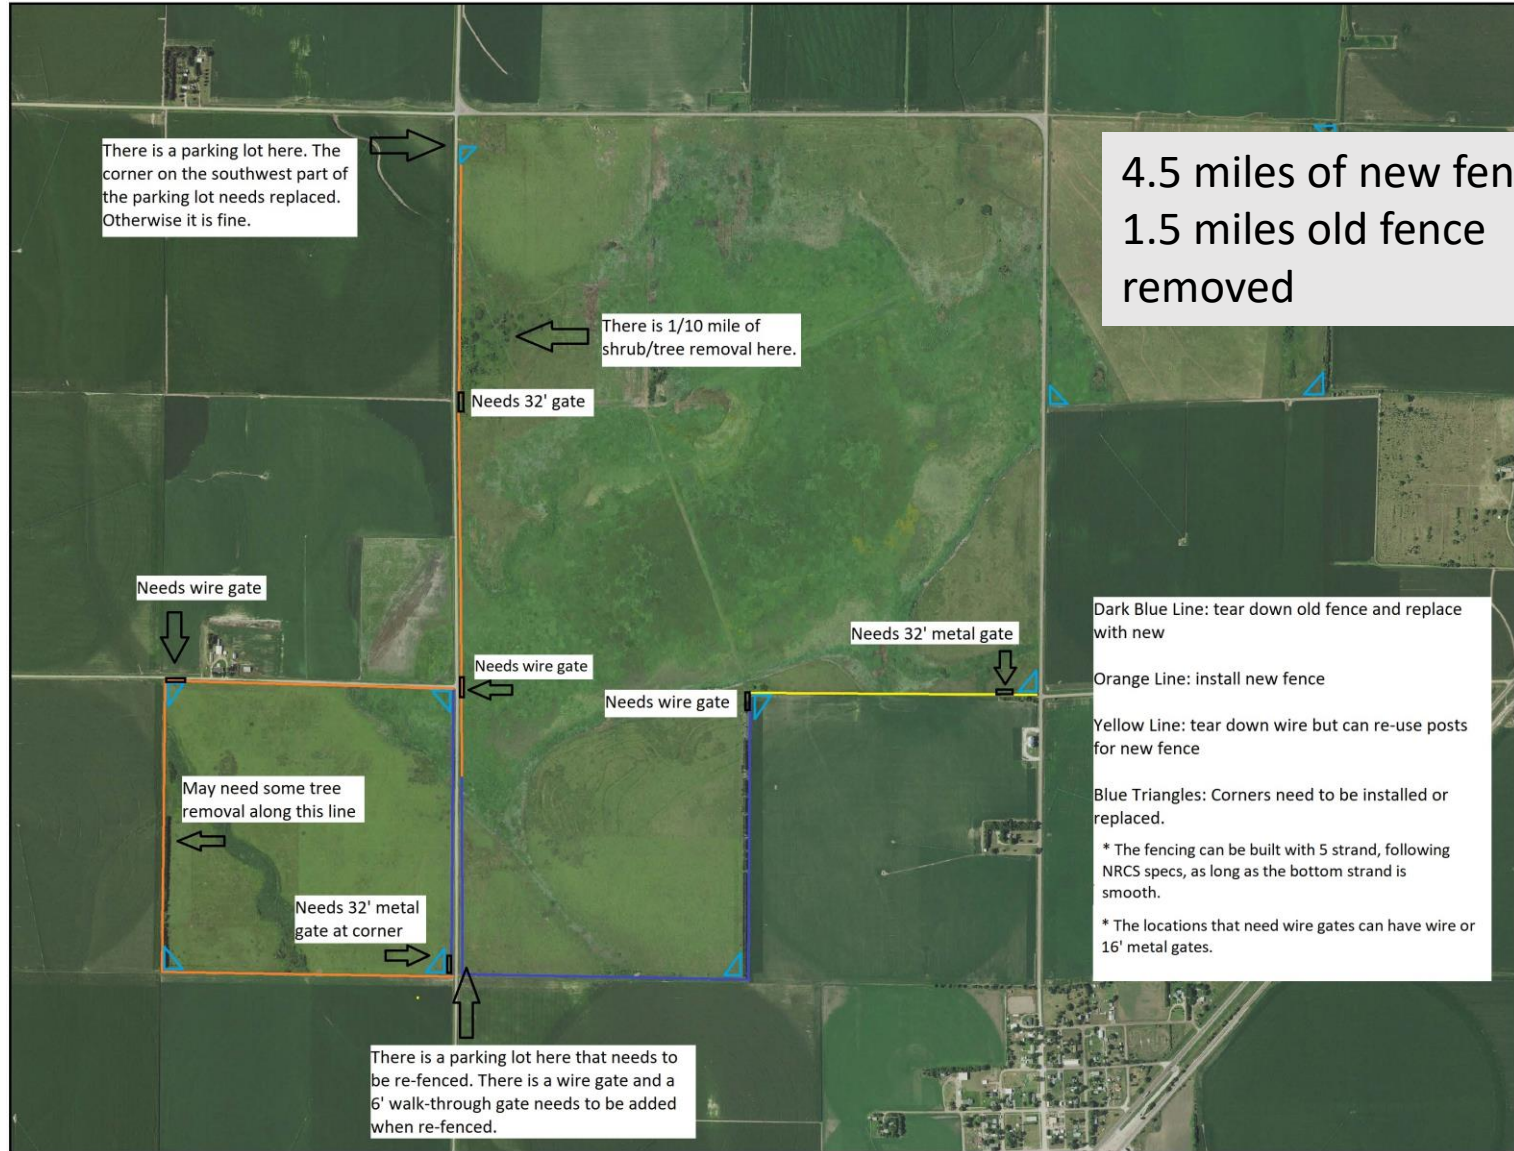 There is a parking lot here. The
corner on the southwest part of
the parking lot needs replaced.
Otherwise it is fine.
4.5 miles of new fen
1.5 miles old fence
removed
There is 1/10 mile of
shrub/tree removal here.
Needs 32' gate
Needs wire gate
Needs wire gate
Needs 32' metal gate
Needs wire gate
May need some tree
removal along this line
Needs 32' metal
gate at corner
There is a parking lot here that needs to
be re-fenced. There is a wire gate and a
6' walk-through gate needs to be added
when re-fenced.
Dark Blue Line: tear down old fence and replace
with new
Orange Line: install new fence
Yellow Line: tear down wire but can re-use posts
for new fence
Blue Triangles: Corners need to be installed or
replaced.
* The fencing can be built with 5 strand, following
NRCS specs, as long as the bottom strand is
smooth.
* The locations that need wire gates can have wire or
16' metal gates.